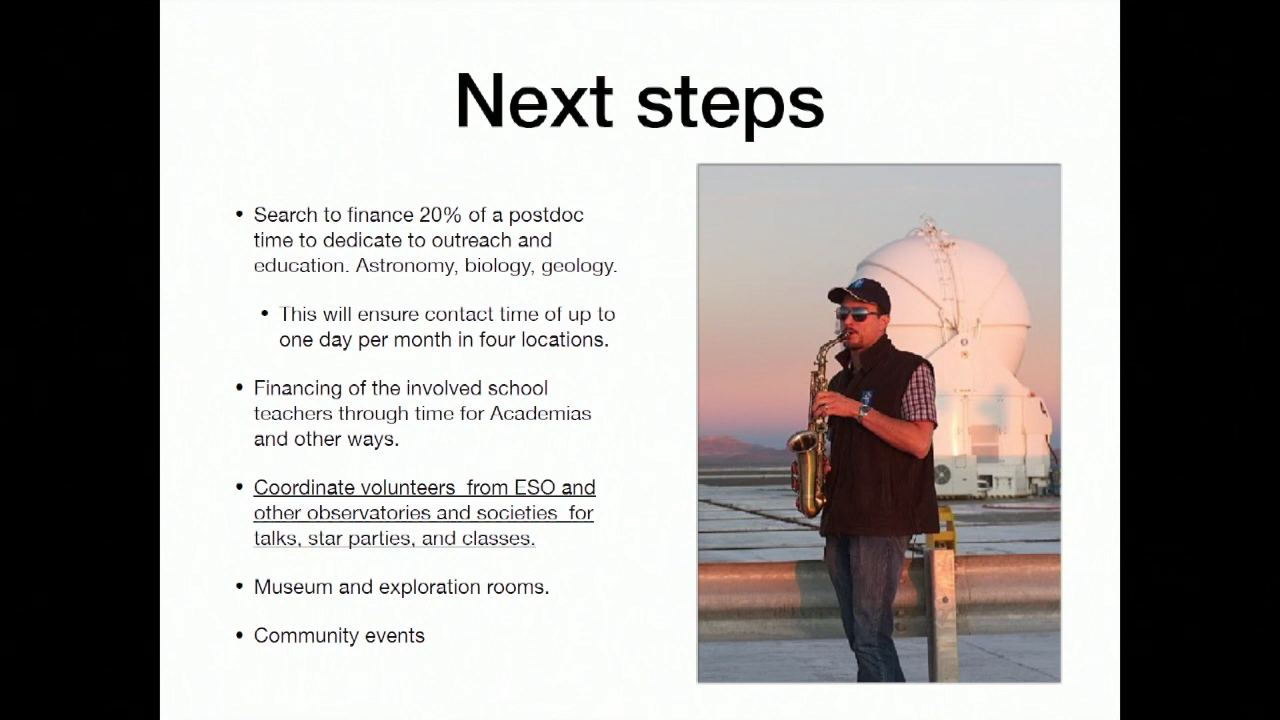 Next steps
• Search to finance 20% of a postdoc
time to dedicate to outreach and
education. Astronomy, biology, geology.
• This will ensure contact time of up to
one day per month in four locations.
• Financing of the involved school
teachers through time for Academias
and other ways.
• Coordinate volunteers  from ESO and
other observatories and societies  for
talks, star parties, and classes.
• Museum and exploration rooms.
• Community events